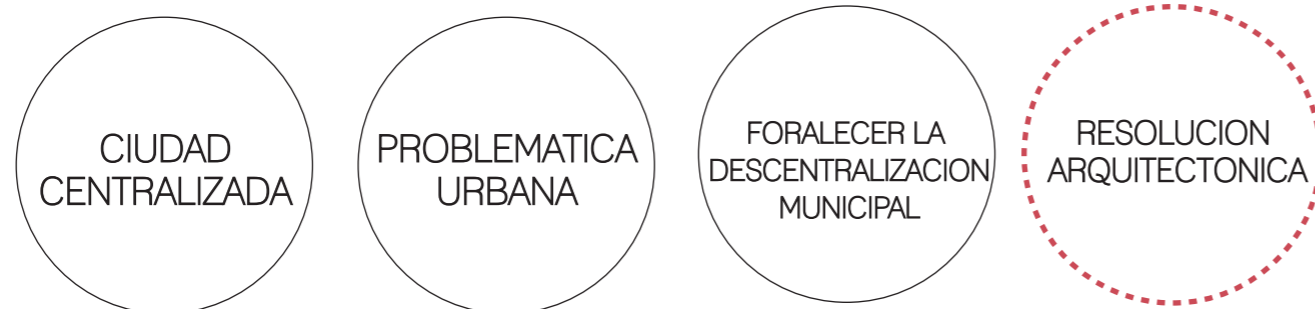 CIUDAD
CENTRALIZADA
PROBLEMATICA
URBANA
FORALECER LA
DESCENTRALIZACION
MUNICIPAL
RESOLUCION
ARQUITECTONICA